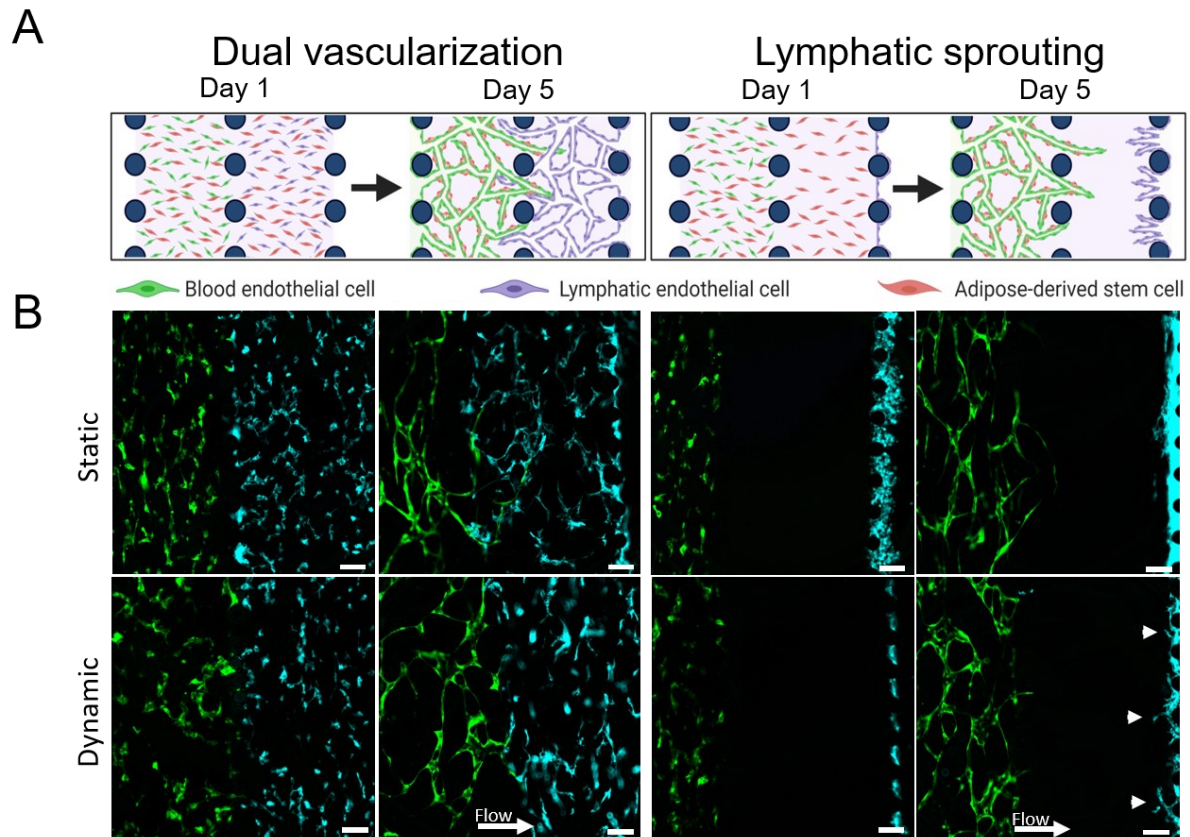 A
Dual vascularization
Lymphatic sprouting
Day 1
Day 5
Day 1
Day 5
Blood endothelial cell
Lymphatic endothelial cell
Adipose-derived stem cell
B
Static
Dynamic
Flow
Flow